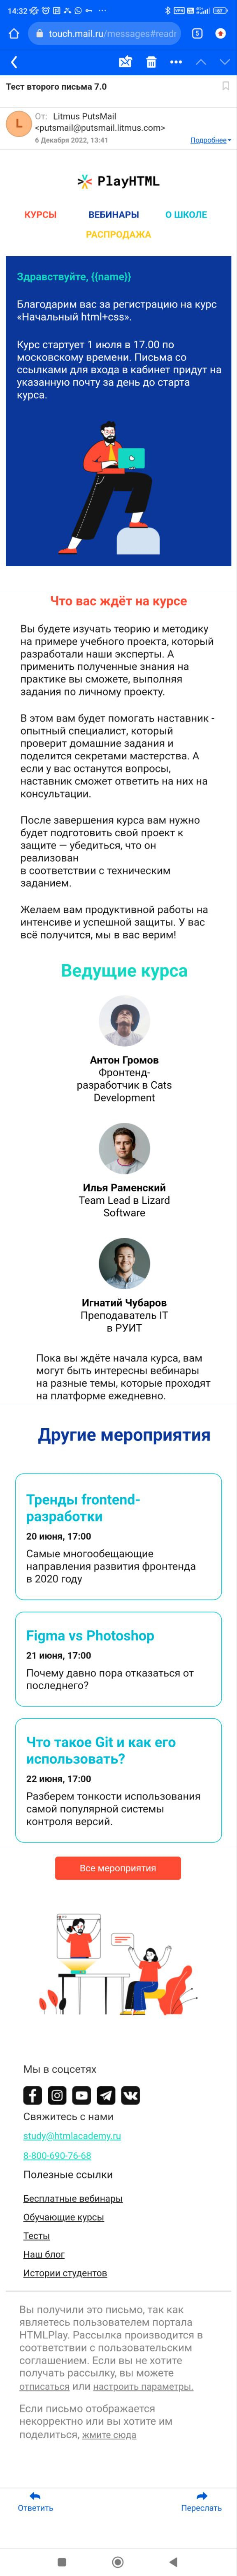 14:32
touch.mail.ru/messages#readr
5
Тест второго письма 7.0
L
От: Litmus PutsMail
<putsmail@putsmail.litmus.com>
6 Декабря 2022, 13:41
Подробнее
PlayHTML
КУРСЫ ВЕБИНАРЫ О ШКОЛЕ
РАСПРОДАЖА
Здравствуйте, {{name}}
Благодарим вас за регистрацию на курс
«Начальный html+css».
Курс стартует 1 июля в 17.00 по
московскому времени. Письма со
ссылками для входа в кабинет придут на
указанную почту за день до старта
курса.
Что вас ждёт на курсе
Вы будете изучать теорию и методику
на примере учебного проекта, который
разработали наши эксперты. А
применить полученные знания на
практике вы сможете, выполняя
задания по личному проекту.
В этом вам будет помогать наставник -
опытный специалист, который
проверит домашние задания и
поделится секретами мастерства. А
если у вас останутся вопросы,
наставник сможет ответить на них на
консультации.
После завершения курса вам нужно
будет подготовить свой проект к
защите — убедиться, что он
реализован
в соответствии с техническим
заданием.
Желаем вам продуктивной работы на
интенсиве и успешной защиты. У вас
всё получится, мы в вас верим!
Ведущие курса
Антон Громов
Фронтенд-
разработчик в Cats
Development
Илья Раменский
Team Lead в Lizard
Software
Игнатий Чубаров
Преподаватель IT
в РУИТ
Пока вы ждёте начала курса, вам
могут быть интересны вебинары
на разные темы, которые проходят
на платформе ежедневно.
Другие мероприятия
Тренды frontend-
разработки
20 июня, 17:00
Самые многообещающие
направления развития фронтенда
в 2020 году
Figma vs Photoshop
21 июня, 17:00
Почему давно пора отказаться от
последнего?
Что такое Git и как его
использовать?
22 июня, 17:00
Разберем тонкости использования
самой популярной системы
контроля версий.
Все мероприятия
Мы в соцсетях
Свяжитесь с нами
study@htmlacademy.ru
8-800-690-76-68
Полезные ссылки
Бесплатные вебинары
Обучающие курсы
Тесты
Наш блог
Истории студентов
Вы получили это письмо, так как
являетесь пользователем портала
HTMLPlay. Рассылка производится в
соответствии с пользовательским
соглашением. Если вы не хотите
получать рассылку, вы можете
отписаться или настроить параметры.
Если письмо отображается
некорректно или вы хотите им
поделиться, жмите сюда
Ответить Переслать